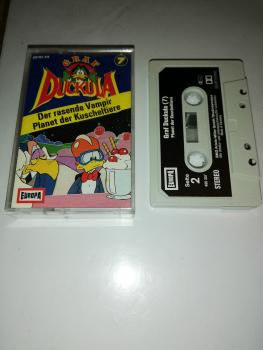 GRAF
DUCKULA
7
Der rasende Vampir
Planet der Kuscheltiere
EUROPA
Graf Duckula (7)
Planet der Kuscheltiere
EUROPA
Seite
2
STEREO